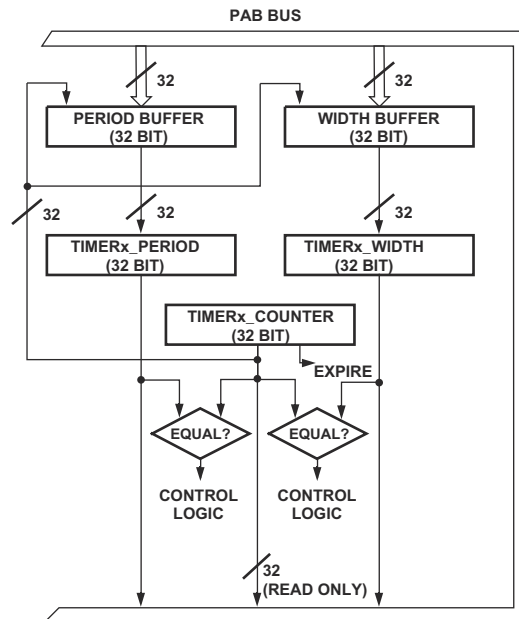 PAB BUS
32
32
PERIOD BUFFER
(32 BIT)
WIDTH BUFFER
(32 BIT)
32
32
32
TIMERx_PERIOD
(32 BIT)
TIMERx_WIDTH
(32 BIT)
TIMERx_COUNTER
(32 BIT)
EXPIRE
EQUAL?
EQUAL?
CONTROL
LOGIC
CONTROL
LOGIC
32
(READ ONLY)